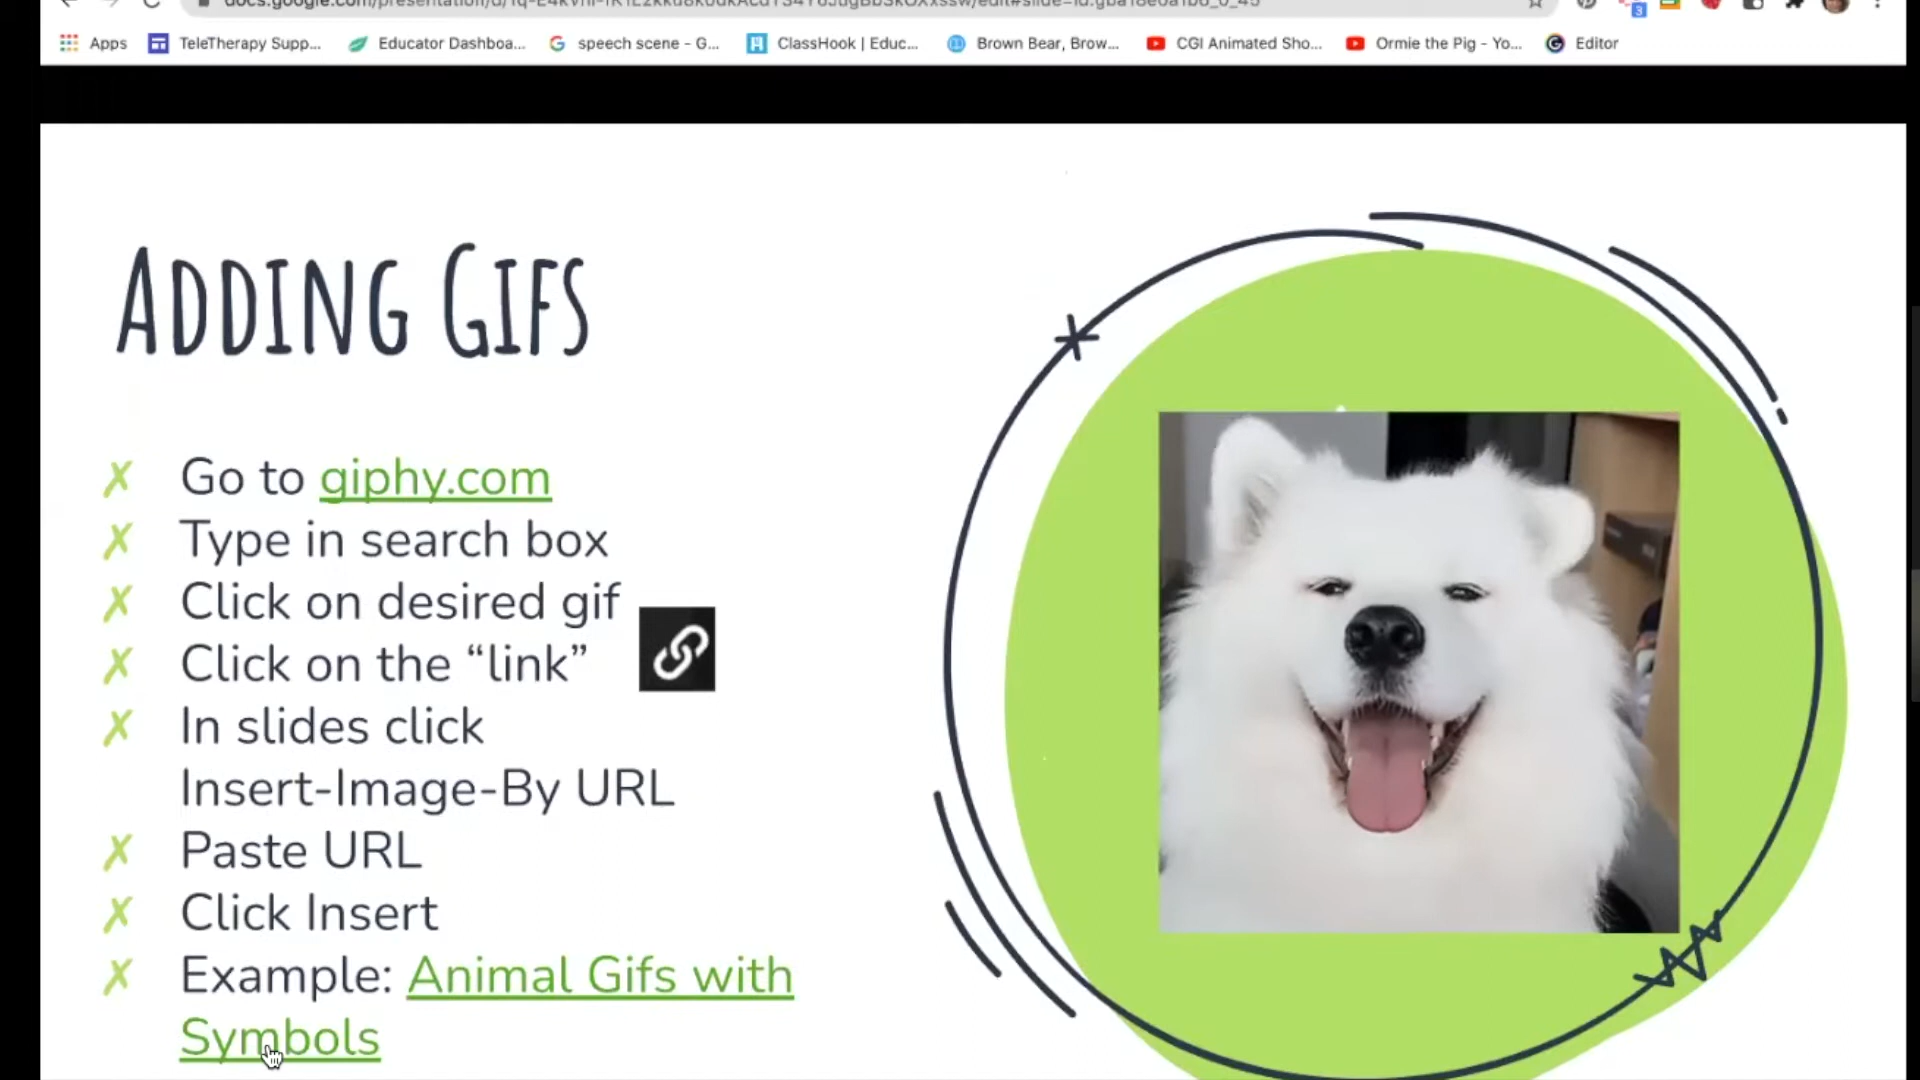 Apps TeleTherapy Supp... Educator Dashboa... speech scene - G... ClassHook | Educ... Brown Bear, Brow... CGI Animated Sho... Ormie the Pig - Yo... Editor
3
ADDING GIFS
Go to giphy.com
Type in search box
Click on desired gif
Click on the “link”
In slides click
Insert-Image-By URL
Paste URL
Click Insert
Example: Animal Gifs with
Symbols